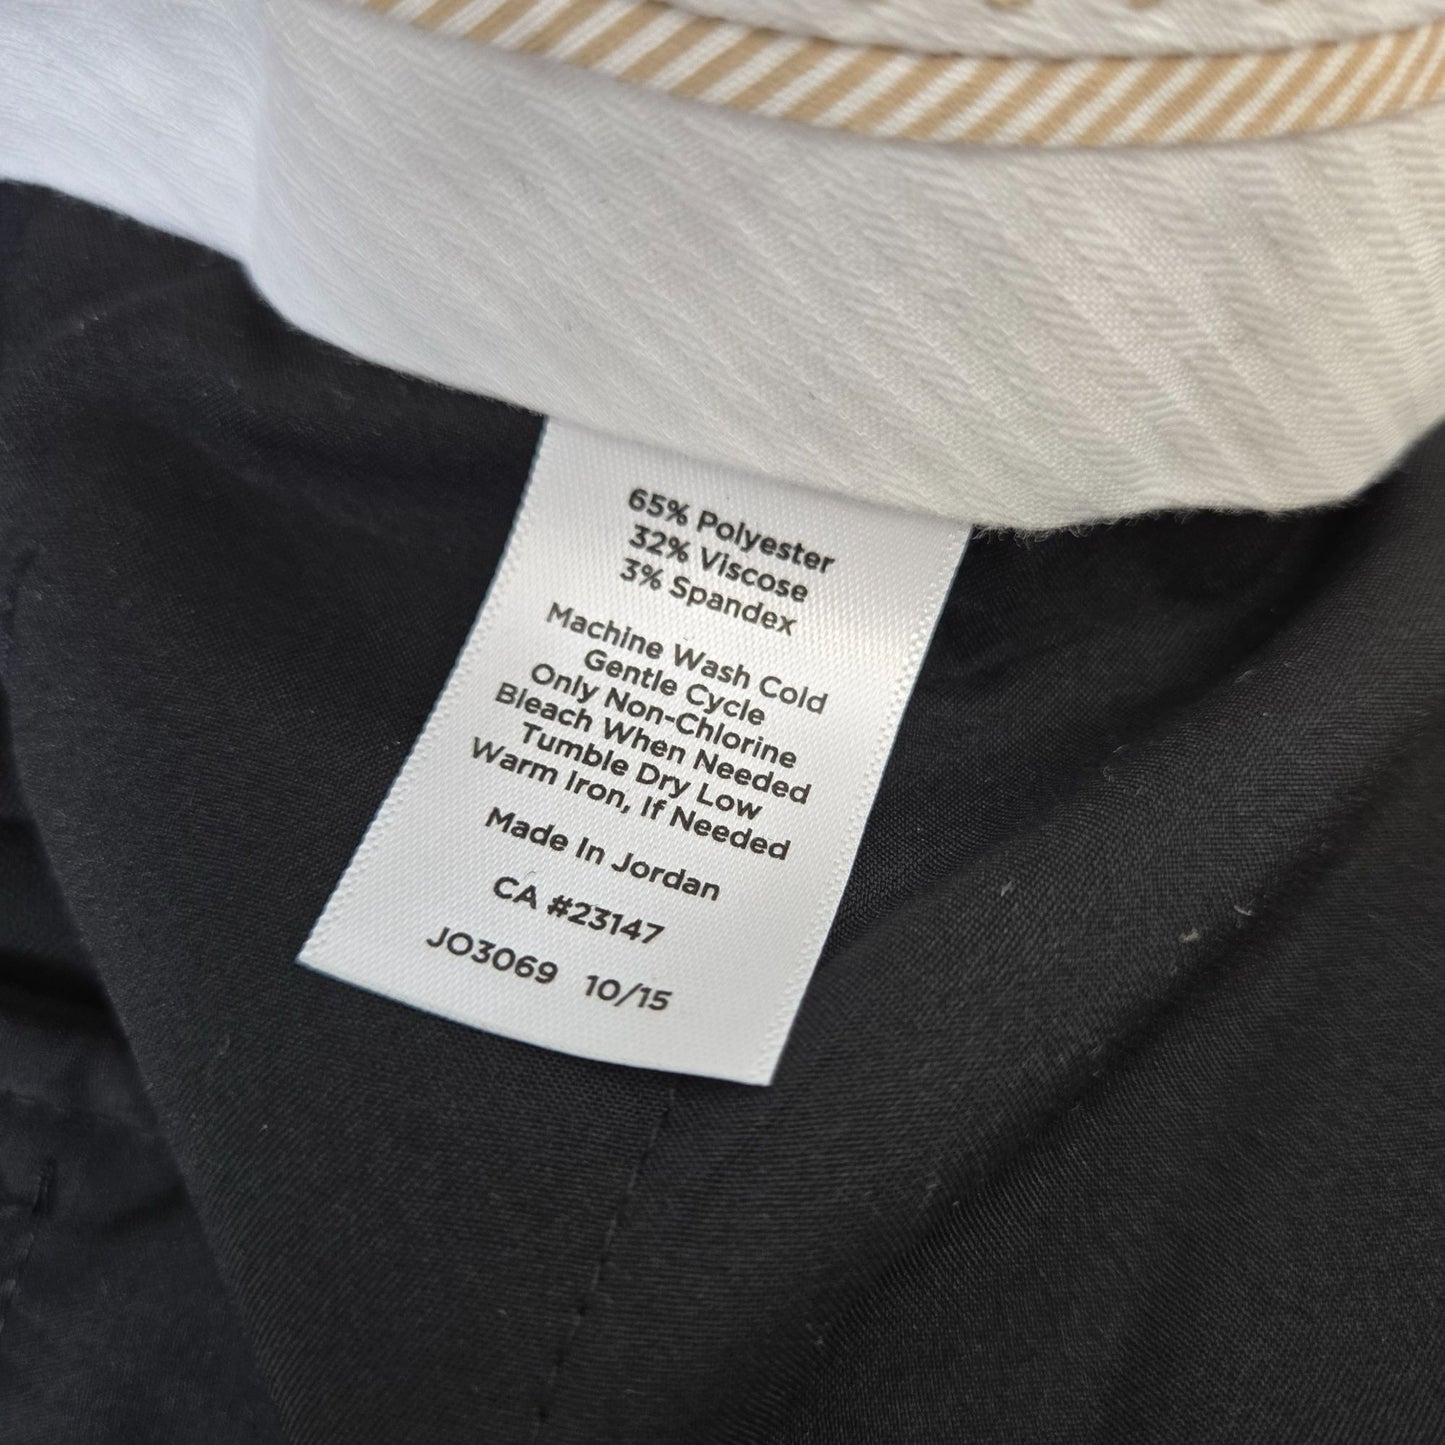 65% Polyester
32% Viscose
3% Spandex
Machine Wash Cold
Gentle Cycle
Only Non-Chlorine
Bleach When Needed
Tumble Dry Low
Warm Iron, If Needed
Made In Jordan
CA #23147
JO3069 10/15